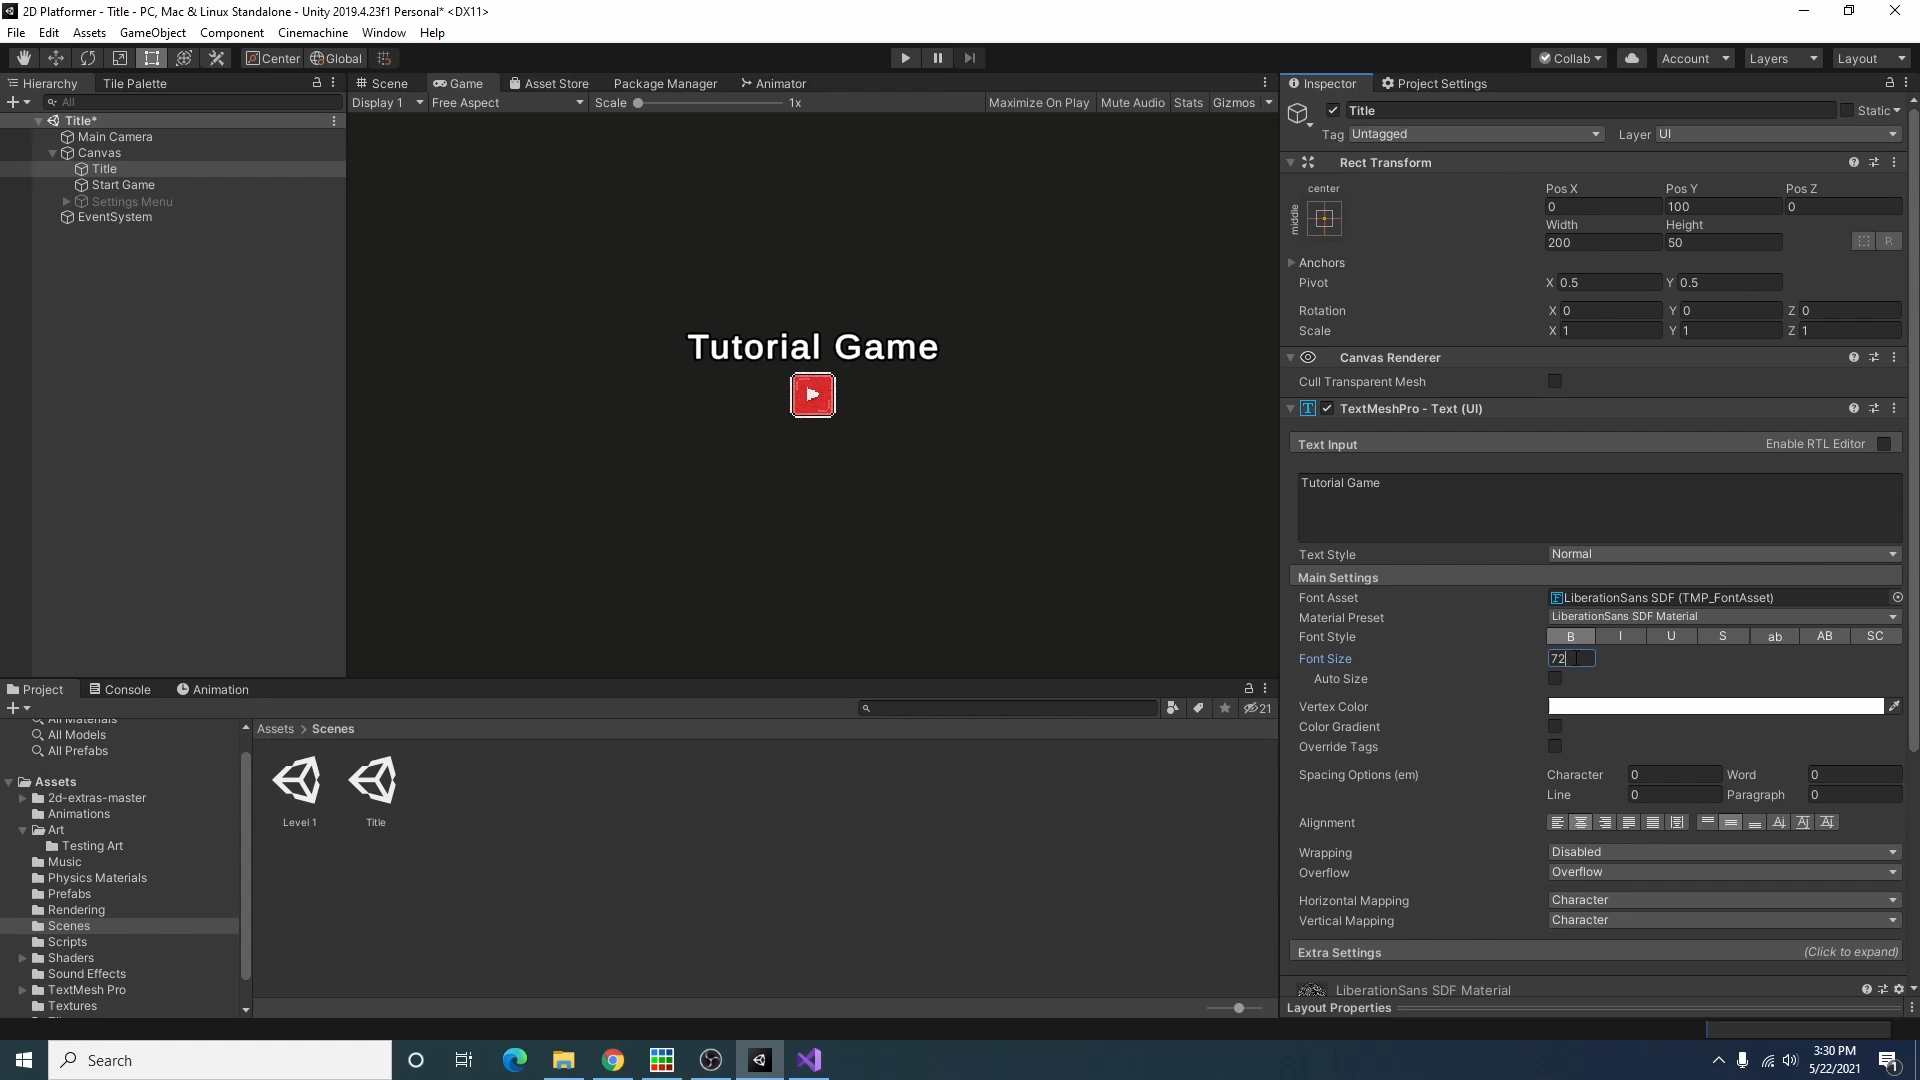 2D Platformer - Title - PC, Mac & Linux Standalone - Unity 2019.4.23f1 Personal* <DX11>
File Edit Assets GameObject Component Cinemachine Window Help
Center Global Collab Account Layers Layout
Hierarchy Tile Palette
All
Title*
Main Camera
Canvas
Title
Start Game
Settings Menu
EventSystem
Scene Game Asset Store Package Manager Animator
Display 1 Free Aspect Scale 1x Maximize On Play Mute Audio Stats Gizmos
Tutorial Game
Inspector Project Settings
Title Static
Tag Untagged Layer UI
Rect Transform
center
middle
Pos X Pos Y Pos Z
0 100 0
Width Height
200 50
R
Anchors
Pivot X 0.5 Y 0.5
Rotation X 0 Y 0 Z 0
Scale X 1 Y 1 Z 1
Canvas Renderer
Cull Transparent Mesh
TextMeshPro - Text (UI)
Text Input Enable RTL Editor
Tutorial Game
Text Style Normal
Main Settings
Font Asset LiberationSans SDF (TMP_FontAsset)
Material Preset LiberationSans SDF Material
Font Style B I U S ab AB SC
Font Size 72
Auto Size
Vertex Color
Color Gradient
Override Tags
Spacing Options (em) Character 0 Word 0
Line 0 Paragraph 0
Alignment
Wrapping Disabled
Overflow Overflow
Horizontal Mapping Character
Vertical Mapping Character
Extra Settings (Click to expand)
LiberationSans SDF Material
Layout Properties
Project Console Animation
21
All Materials
All Models
All Prefabs
Assets
2d-extras-master
Animations
Art
Testing Art
Music
Physics Materials
Prefabs
Rendering
Scenes
Scripts
Shaders
Sound Effects
TextMesh Pro
Textures
Assets > Scenes
Level 1 Title
Search
3:30 PM
5/22/2021
1